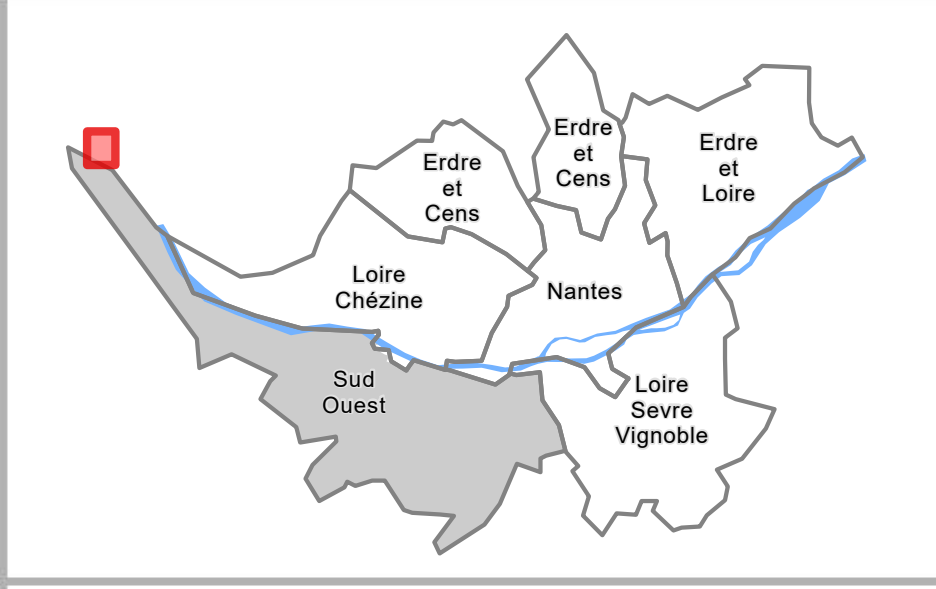 Erdre
et
Cens
Erdre
et
Loire
Erdre
et
Cens
Loire
Chézine
Nantes
Sud
Ouest
Loire
Sevre
Vignoble